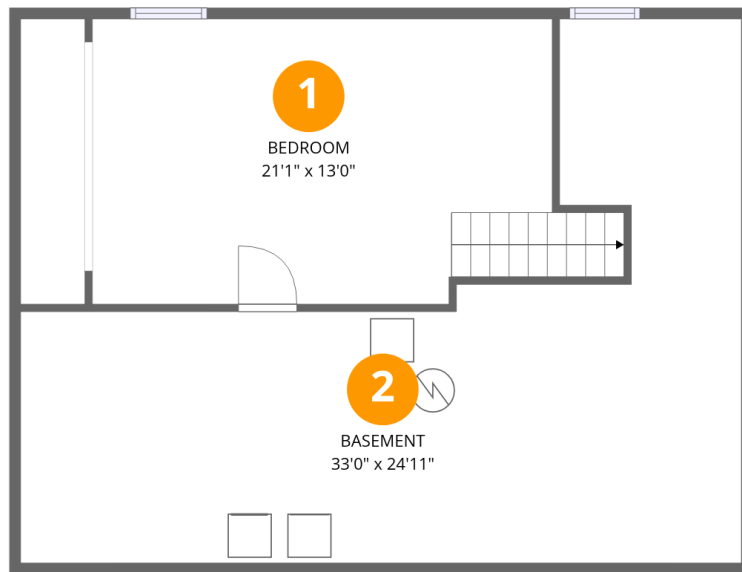 1
BEDROOM
21'1" x 13'0"
2
BASEMENT
33'0" x 24'11"